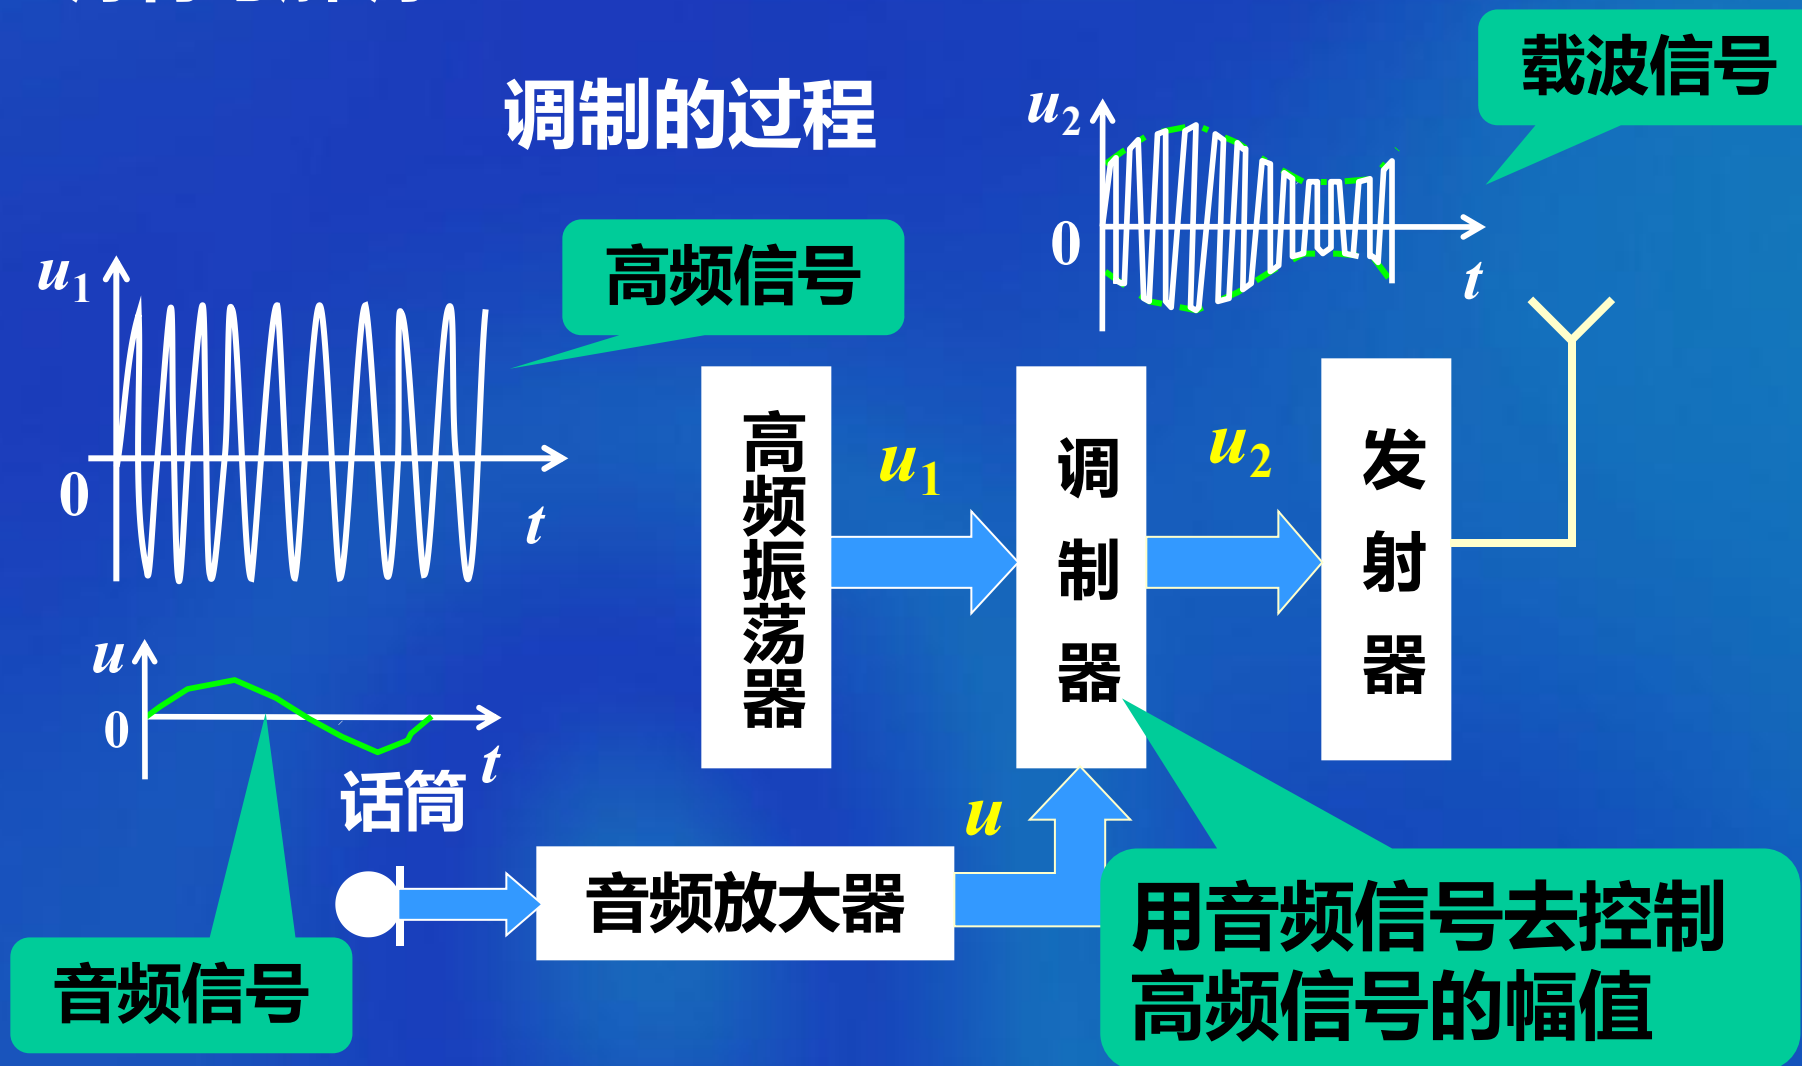 调制的过程
载波信号
u2
0
t
高频信号
u1
0
t
高频振荡器
u1
调制器
u2
发射器
u
0
t
话筒
音频放大器
u
音频信号
用音频信号去控制
高频信号的幅值